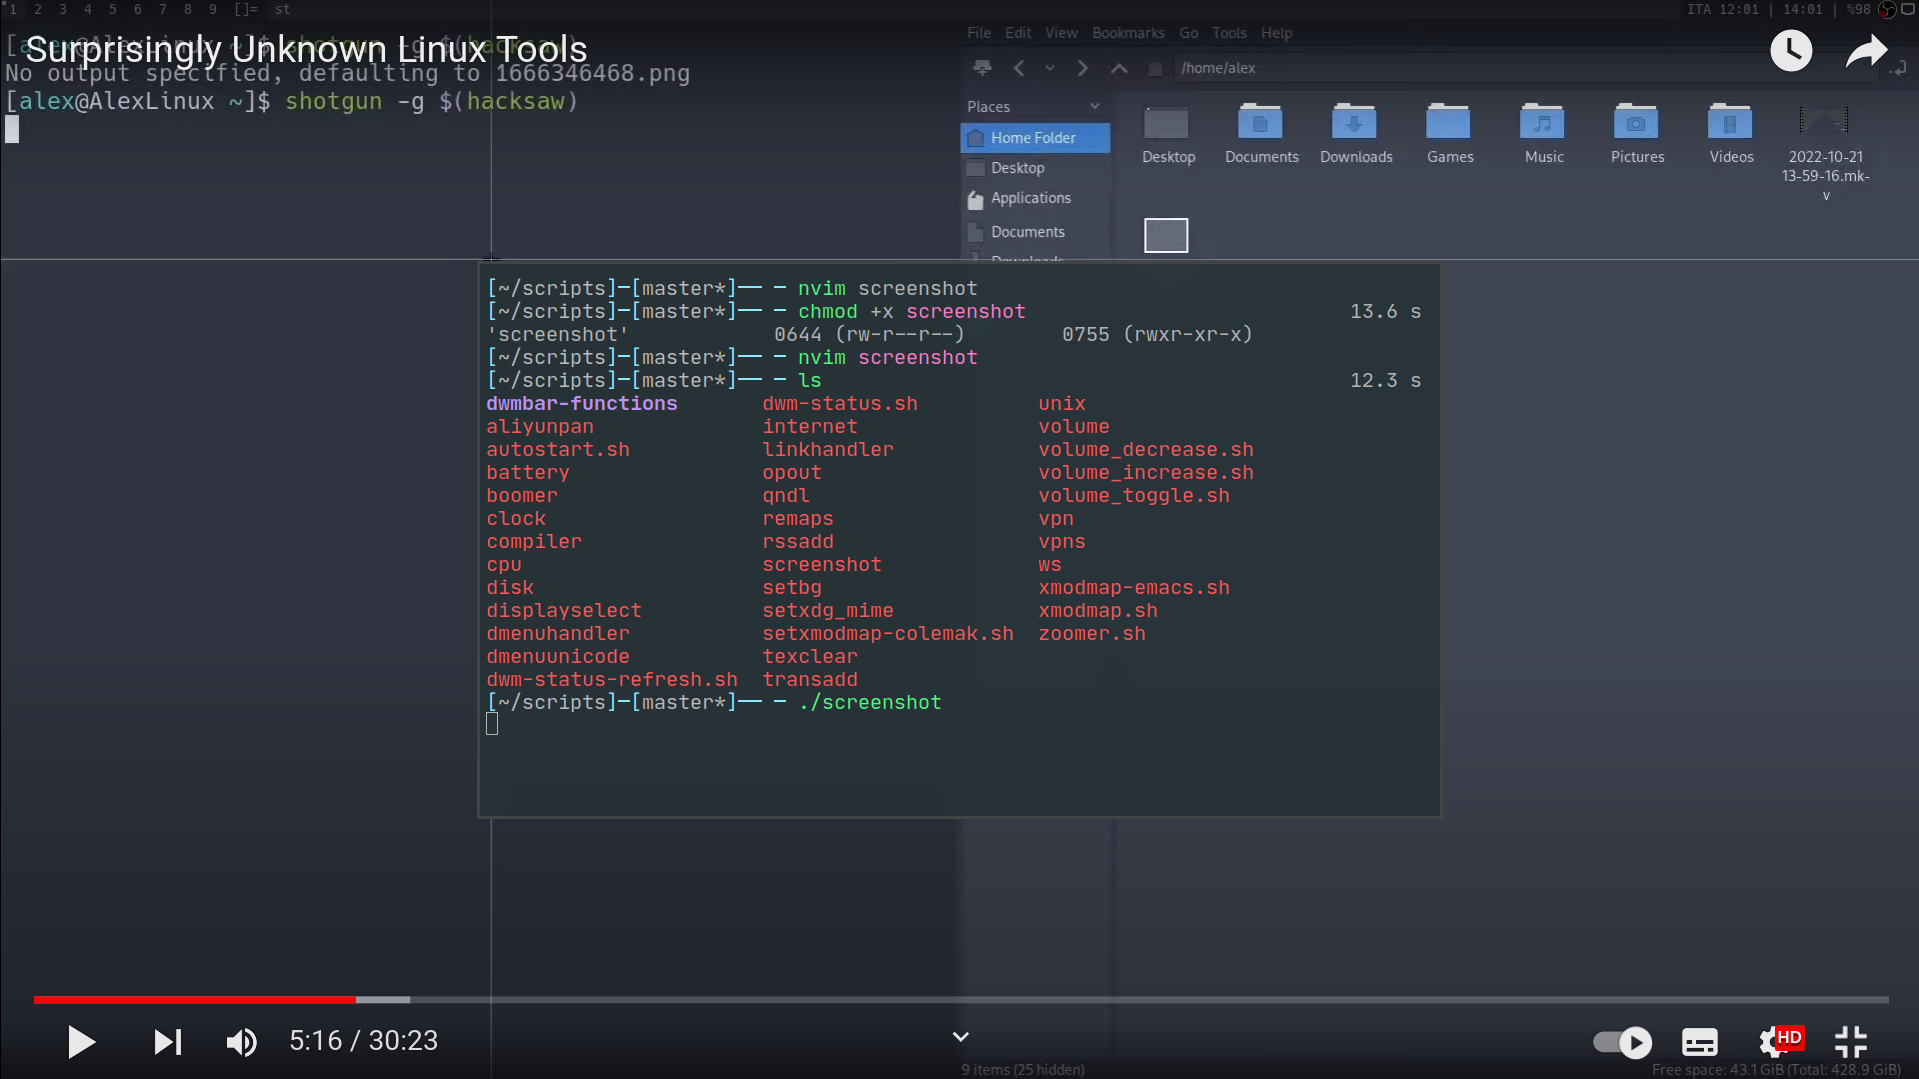 1 2 3 4 5 6 7 8 9 []= st
ITA 12:01 | 14:01 | %98
[alex@AlexLinux ~]$ shotgun -g $(hacksaw)
Surprisingly Unknown Linux Tools
No output specified, defaulting to 1666346468.png
[alex@AlexLinux ~]$ shotgun -g $(hacksaw)
File Edit View Bookmarks Go Tools Help
/home/alex
Places
Home Folder
Desktop
Applications
Documents
Downloads
Desktop Documents Downloads Games Music Pictures Videos 2022-10-21
13-59-16.mk-
v
[~/scripts]─[master*]── ─ nvim screenshot
[~/scripts]─[master*]── ─ chmod +x screenshot 13.6 s
'screenshot' 0644 (rw-r--r--) 0755 (rwxr-xr-x)
[~/scripts]─[master*]── ─ nvim screenshot
[~/scripts]─[master*]── ─ ls 12.3 s
dwmbar-functions dwm-status.sh unix
aliyunpan internet volume
autostart.sh linkhandler volume_decrease.sh
battery opout volume_increase.sh
boomer qndl volume_toggle.sh
clock remaps vpn
compiler rssadd vpns
cpu screenshot ws
disk setbg xmodmap-emacs.sh
displayselect setxdg_mime xmodmap.sh
dmenuhandler setxmodmap-colemak.sh zoomer.sh
dmenuunicode texclear
dwm-status-refresh.sh transadd
[~/scripts]─[master*]── ─ ./screenshot
5:16 / 30:23
HD
9 items (25 hidden)
Free space: 43.1 GiB (Total: 428.9 GiB)